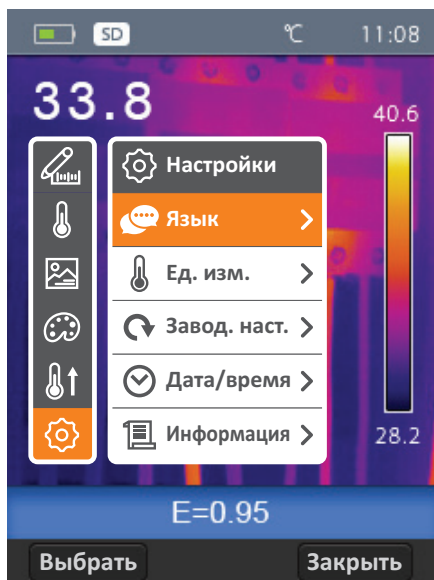 SD °C 11:08
33.8
40.6
Настройки
Язык
Ед. изм.
Завод. наст.
Дата/время
Информация
28.2
E=0.95
Выбрать Закрыть